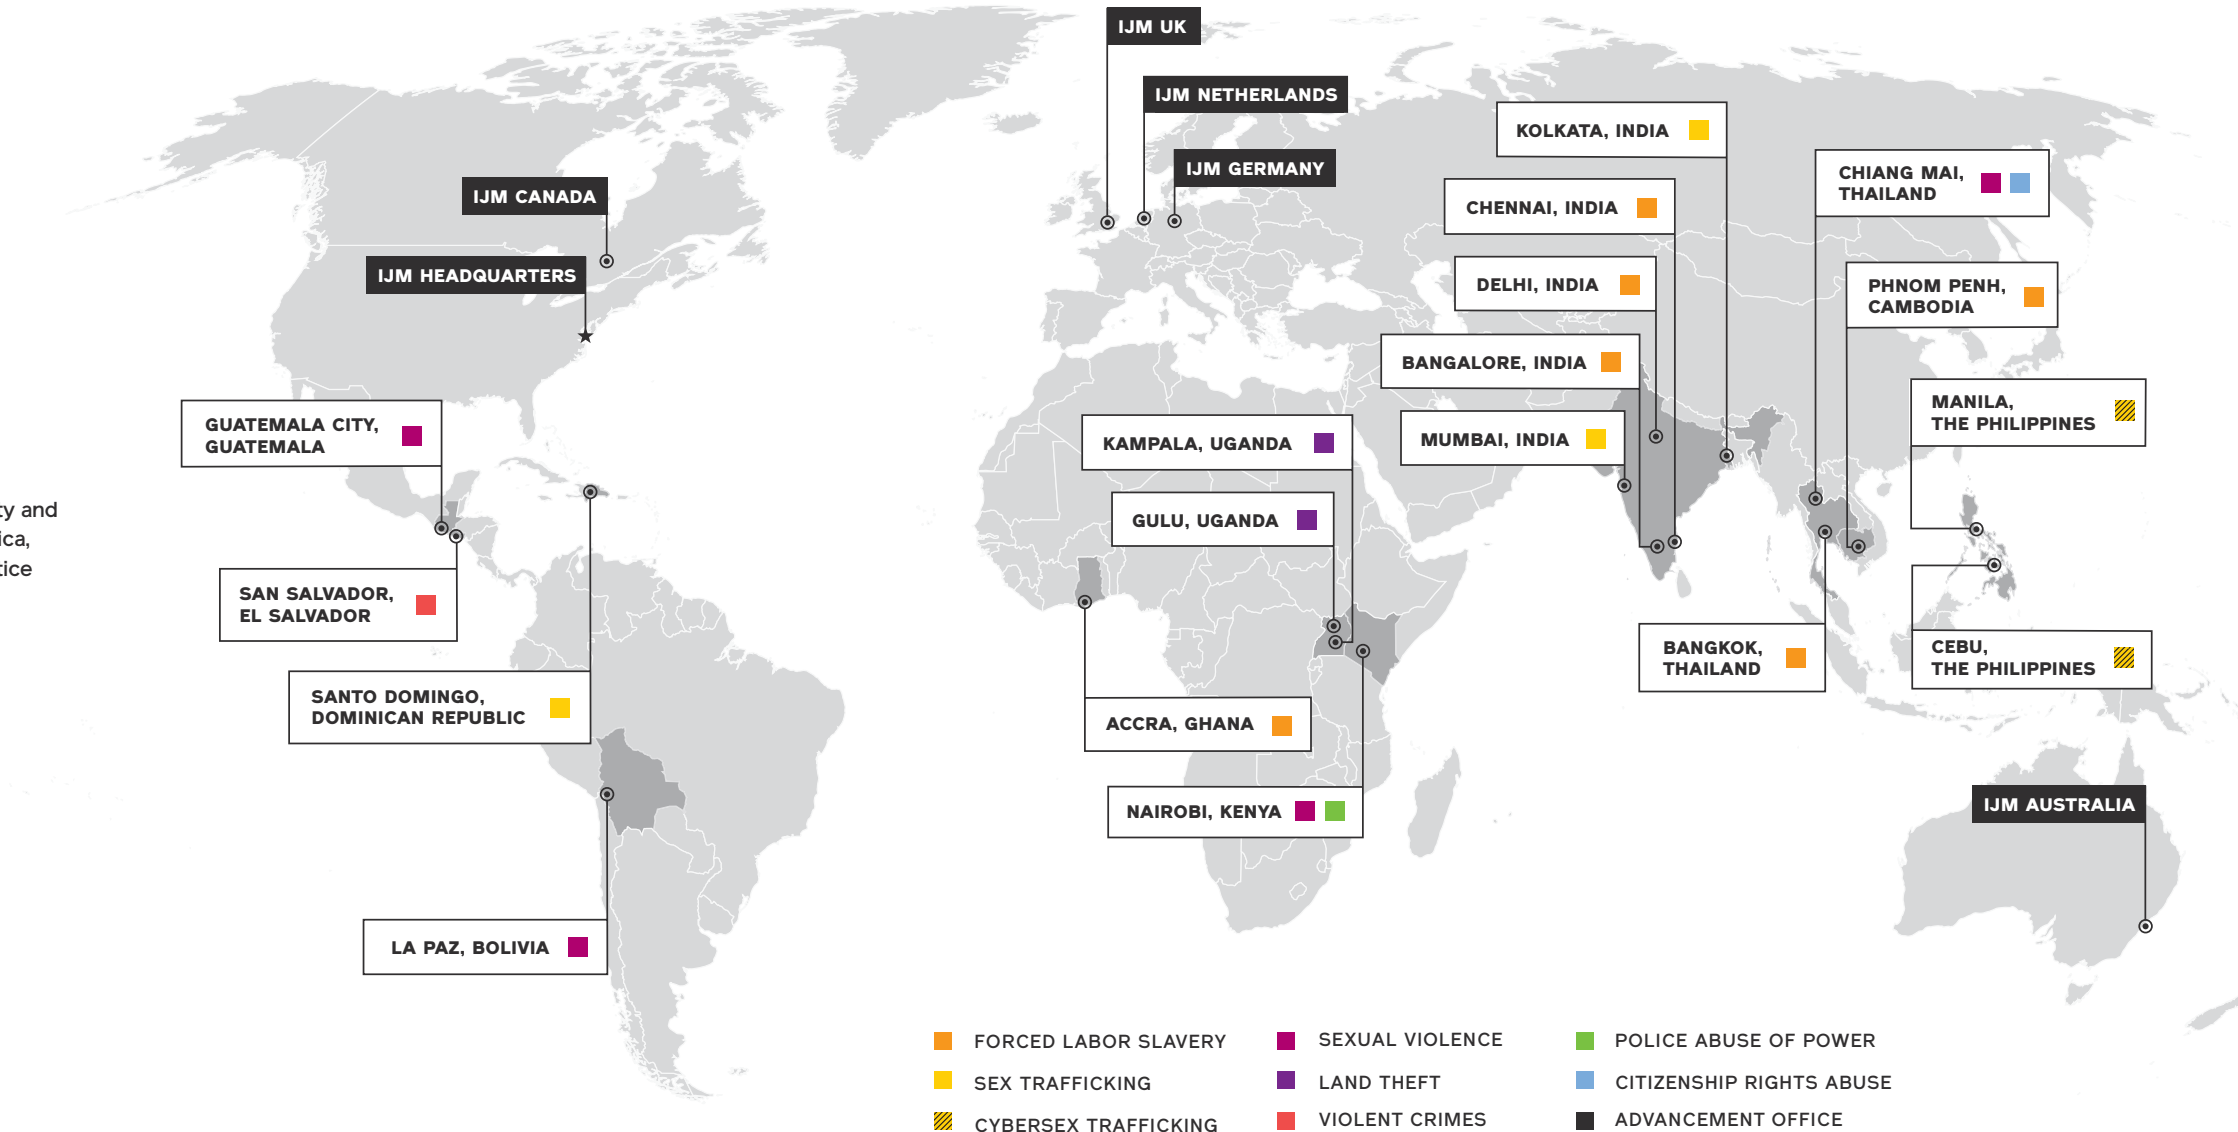 IJM UK
IJM NETHERLANDS
IJM GERMANY
IJM CANADA
IJM HEADQUARTERS
KOLKATA, INDIA
CHENNAI, INDIA
DELHI, INDIA
BANGALORE, INDIA
MUMBAI, INDIA
CHIANG MAI,
THAILAND
PHNOM PENH,
CAMBODIA
MANILA,
THE PHILIPPINES
GUATEMALA CITY,
GUATEMALA
KAMPALA, UGANDA
GULU, UGANDA
ty and
ica,
tice
SAN SALVADOR,
EL SALVADOR
SANTO DOMINGO,
DOMINICAN REPUBLIC
ACCRA, GHANA
NAIROBI, KENYA
BANGKOK,
THAILAND
CEBU,
THE PHILIPPINES
IJM AUSTRALIA
LA PAZ, BOLIVIA
FORCED LABOR SLAVERY
SEX TRAFFICKING
CYBERSEX TRAFFICKING
SEXUAL VIOLENCE
LAND THEFT
VIOLENT CRIMES
POLICE ABUSE OF POWER
CITIZENSHIP RIGHTS ABUSE
ADVANCEMENT OFFICE